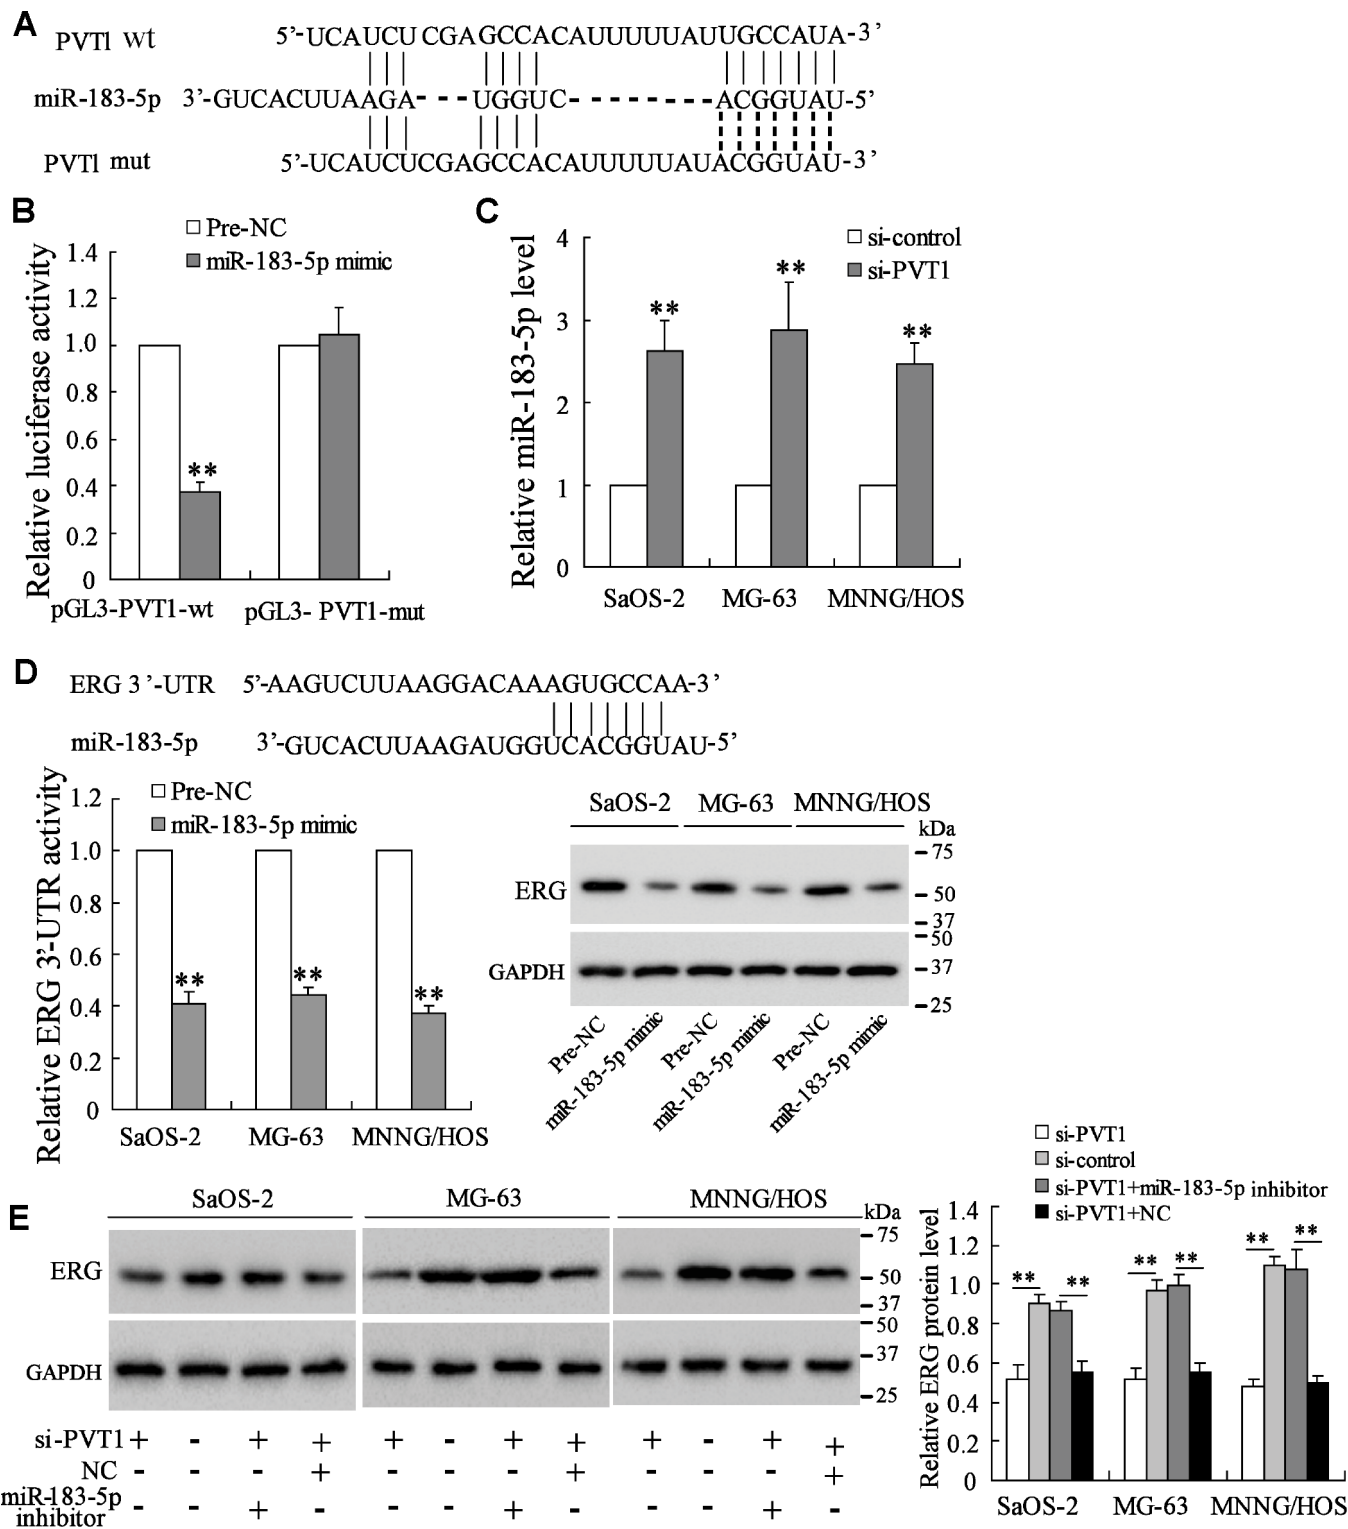 A
PVTl wt 5'-UCAUCUCGAGCCACAUUUUUAUUGCCAUA-3'
miR-183-5p 3'-GUCACUUAAGA---UGGUC--------ACGGUAU-5'
PVTl mut 5'-UCAUCUCGAGCCACAUUUUUAUACGGUAU-3'
B
Pre-NC
miR-183-5p mimic
Relative luciferase activity
1.4
1.2
1.0
0.8
0.6
0.4
0.2
0
**
pGL3-PVT1-wt pGL3- PVT1-mut
C
si-control
si-PVT1
Relative miR-183-5p level
4
3
2
1
0
** ** **
SaOS-2 MG-63 MNNG/HOS
D
ERG 3'-UTR 5'-AAGUCUUAAGGACAAAGUGCCAA-3'
miR-183-5p 3'-GUCACUUAAGAUGGUCACGGUAU-5'
Pre-NC
miR-183-5p mimic
Relative ERG 3'-UTR activity
1.2
1.0
0.8
0.6
0.4
0.2
0
** ** **
SaOS-2 MG-63 MNNG/HOS
SaOS-2 MG-63 MNNG/HOS
kDa
ERG
75
50
37
GAPDH
50
37
25
Pre-NC miR-183-5p mimic Pre-NC miR-183-5p mimic Pre-NC miR-183-5p mimic
E
SaOS-2 MG-63 MNNG/HOS
kDa
ERG
75
50
37
GAPDH
50
37
25
si-PVT1 + - + + + - + + + - + +
NC - - - + - - - + - - - +
miR-183-5p inhibitor - - + - - - + - - - + -
si-PVT1
si-control
si-PVT1+miR-183-5p inhibitor
si-PVT1+NC
Relative ERG protein level
1.4
1.2
1.0
0.8
0.6
0.4
0.2
0
** ** ** ** ** **
SaOS-2 MG-63 MNNG/HOS